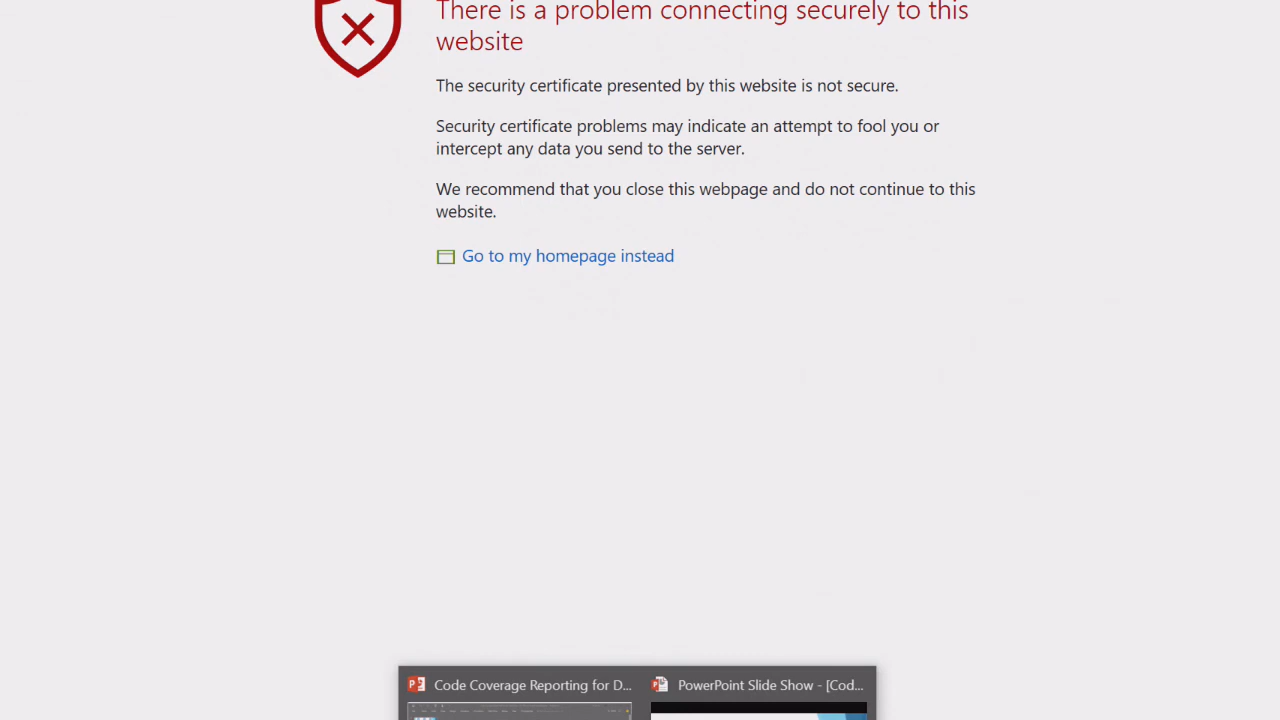 There is a problem connecting securely to this
website
The security certificate presented by this website is not secure.
Security certificate problems may indicate an attempt to fool you or
intercept any data you send to the server.
We recommend that you close this webpage and do not continue to this
website.
Go to my homepage instead
Code Coverage Reporting for D...
PowerPoint Slide Show - [Cod...